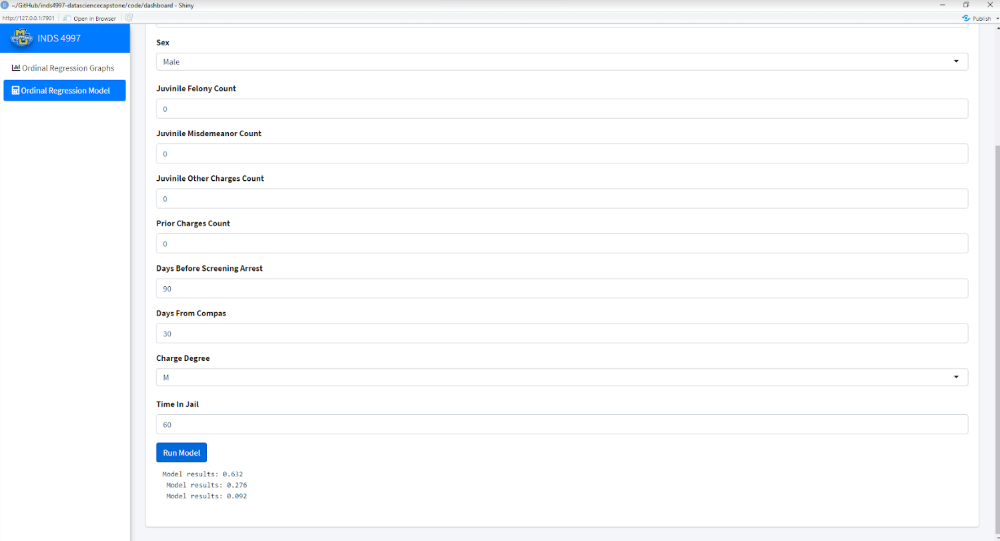 ~/GitHub/inds4997-datasciencecapstone/code/dashboard - Shiny
http://127.0.0.1:7901 Open in Browser Publish
INDS 4997
Ordinal Regression Graphs
Ordinal Regression Model
Sex
Male
Juvinile Felony Count
0
Juvinile Misdemeanor Count
0
Juvinile Other Charges Count
0
Prior Charges Count
0
Days Before Screening Arrest
90
Days From Compas
30
Charge Degree
M
Time In Jail
60
Run Model
Model results: 0.632
Model results: 0.276
Model results: 0.092